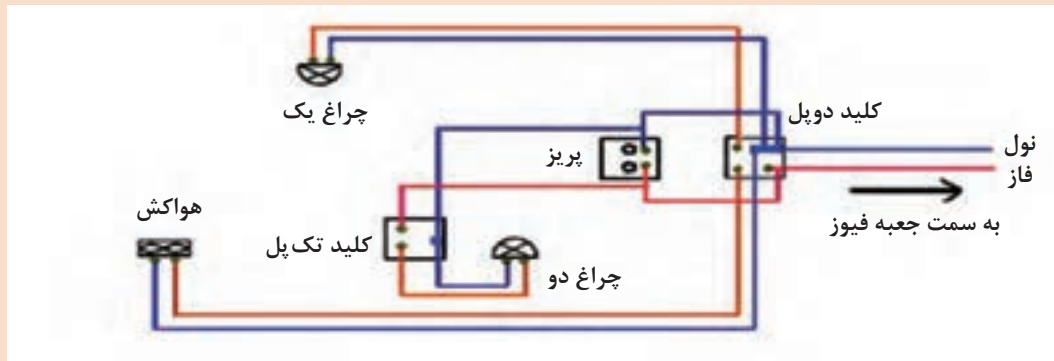 چراغ یک
کلید دوپل
نول
فاز
پریز
به سمت جعبه فیوز
هواکش
کلید تک‌پل
چراغ دو